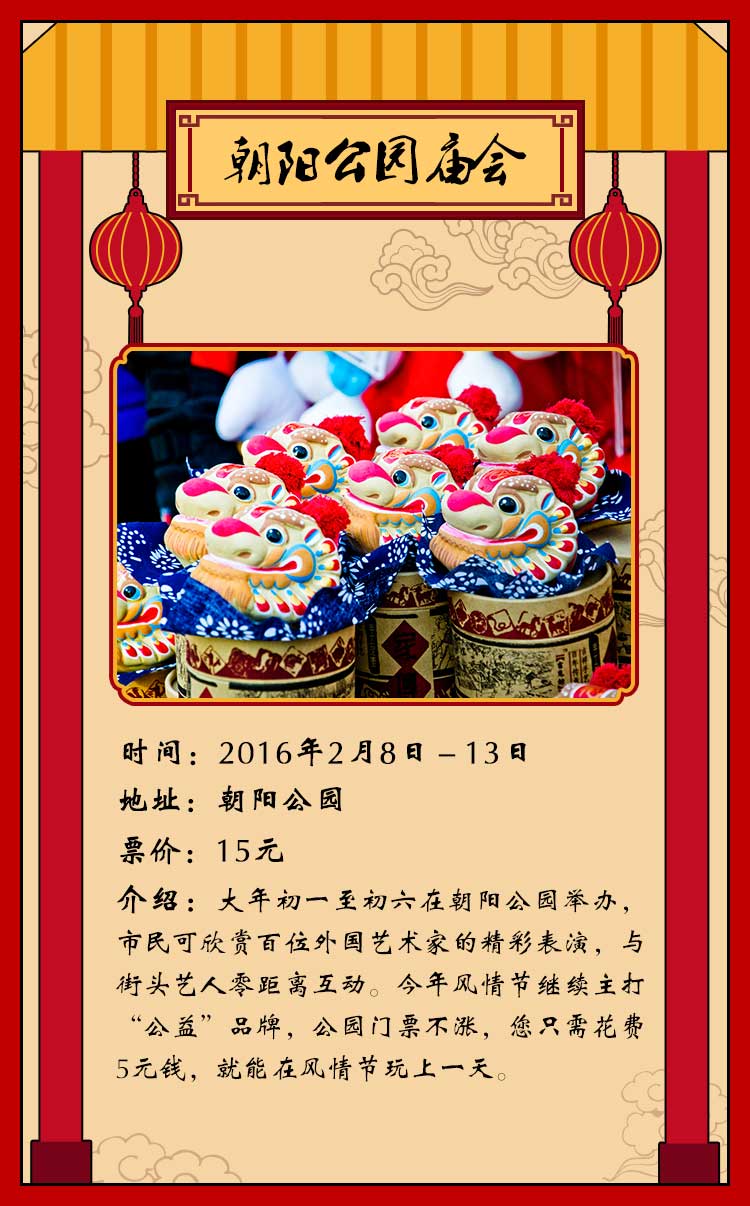 朝阳公园庙会
时间：2016年2月8日－13日
地址：朝阳公园
票价：15元
介绍：大年初一至初六在朝阳公园举办，
市民可欣赏百位外国艺术家的精彩表演，与
街头艺人零距离互动。今年风情节继续主打
“公益”品牌，公园门票不涨，您只需花费
5元钱，就能在风情节玩上一天。